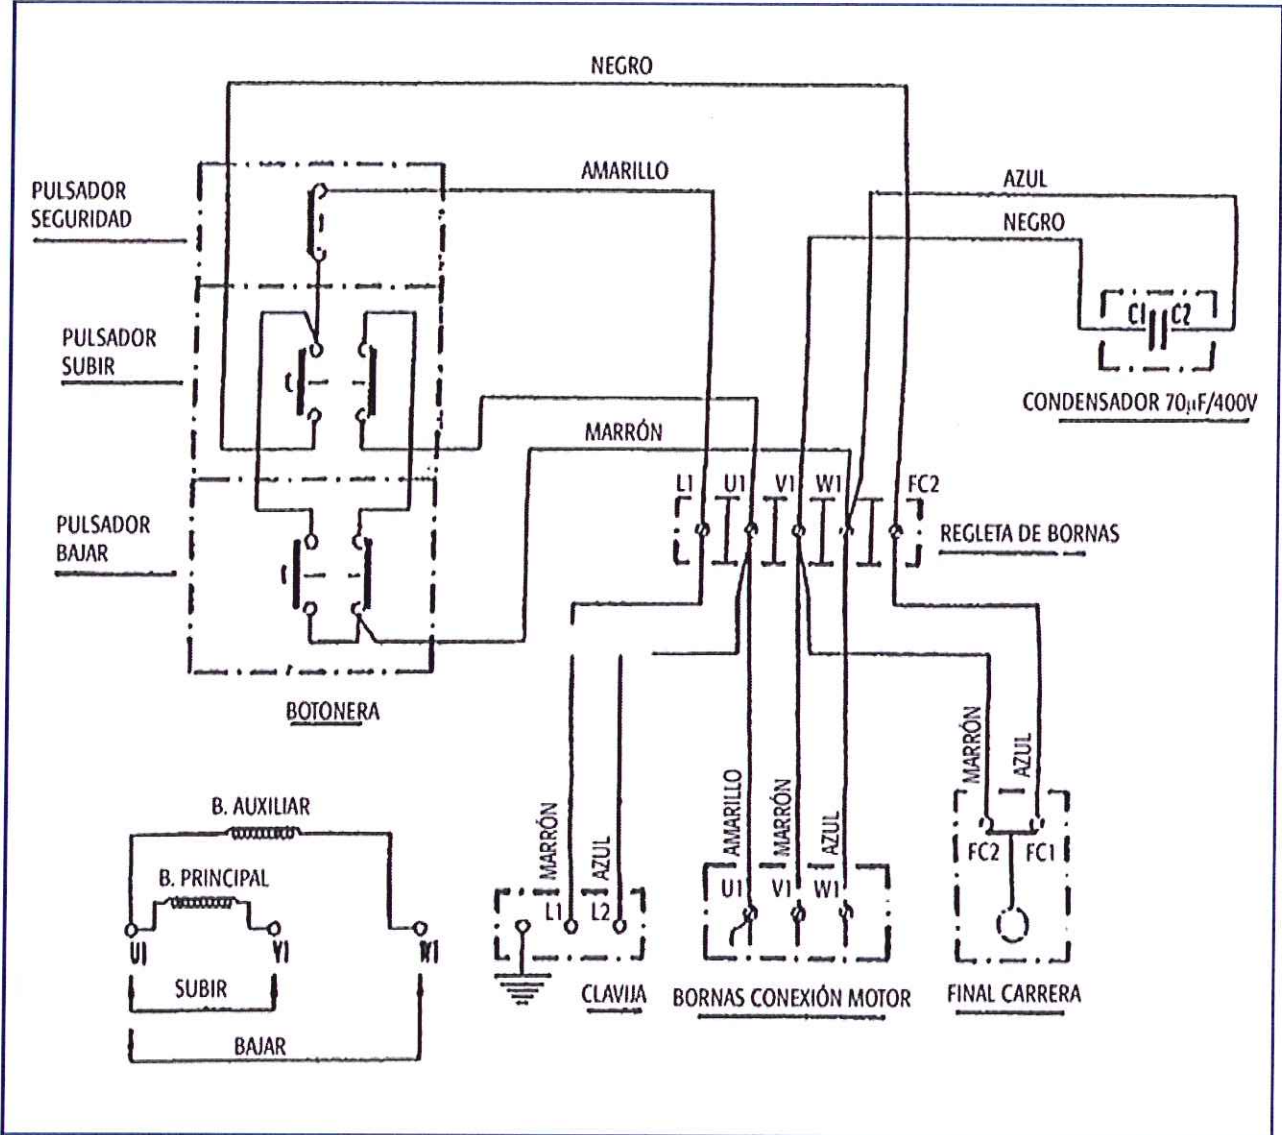 NEGRO
AMARILLO
AZUL
NEGRO
PULSADOR
SEGURIDAD
PULSADOR
SUBIR
C1 C2
CONDENSADOR 70µF/400V
MARRÓN
L1 U1 V1 W1 FC2
PULSADOR
BAJAR
REGLETA DE BORNAS
BOTONERA
MARRÓN
AZUL
AMARILLO
MARRÓN
AZUL
MARRÓN
AZUL
B. AUXILIAR
B. PRINCIPAL
U1 V1 W1
SUBIR
BAJAR
L1 L2
CLAVIJA
U1 V1 W1
BORNAS CONEXIÓN MOTOR
FC2 FC1
FINAL CARRERA